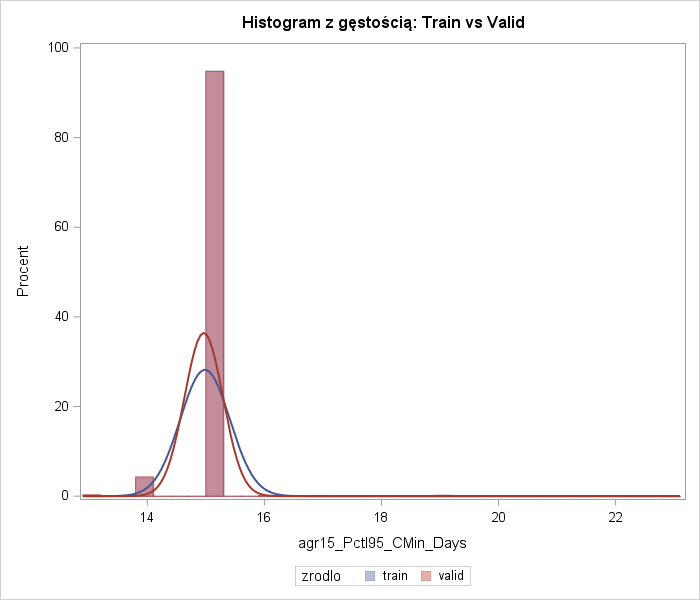 Histogram z gęstością: Train vs Valid
100
80
60
40
20
0
Procent
14 16 18 20 22
agr15_Pctl95_CMin_Days
zrodlo train valid